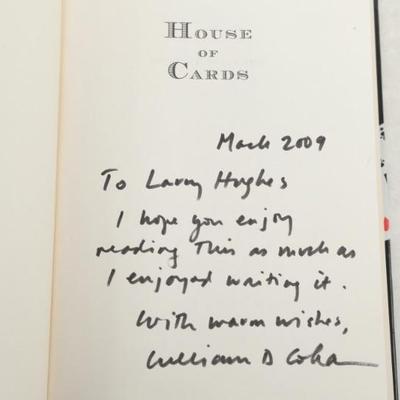 House
of
Cards
March 2009
To Larry Hughes
I hope you enjoy
reading This as much as
I enjoyed writing it.
With warm wishes,
William D Cohan